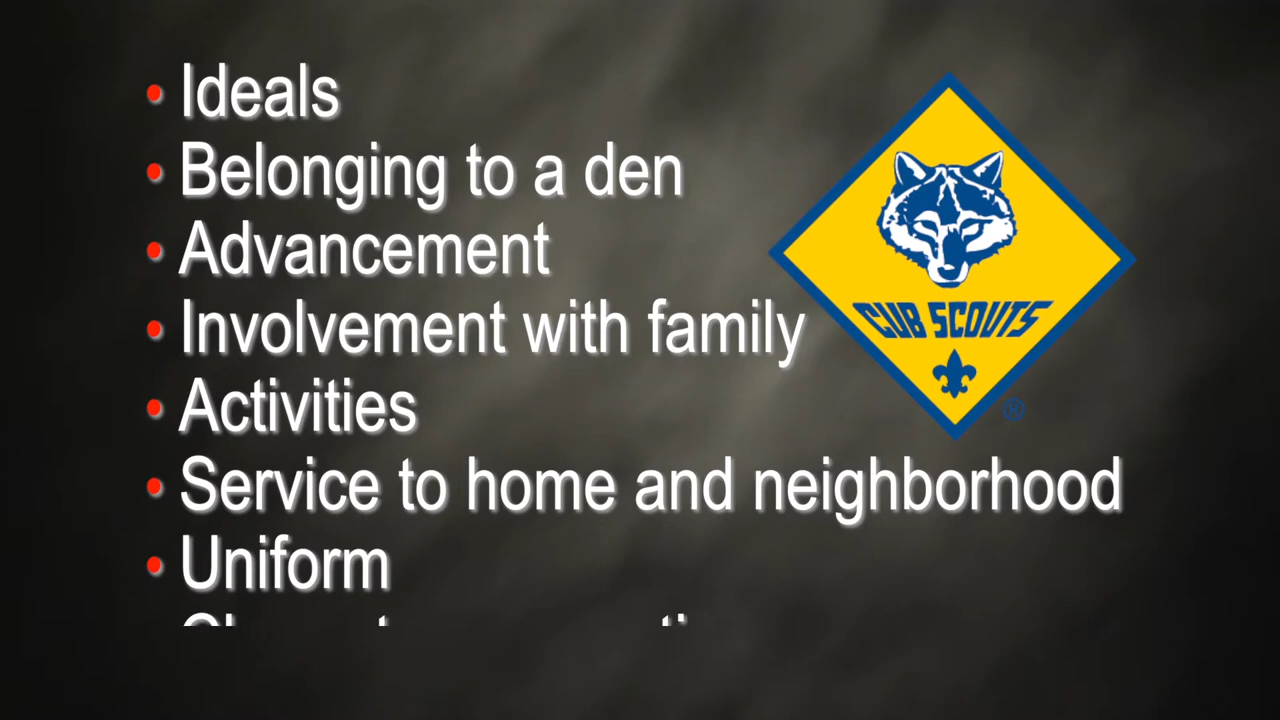 • Ideals
• Belonging to a den
• Advancement
• Involvement with family
• Activities
• Service to home and neighborhood
• Uniform
CUB SCOUTS
®